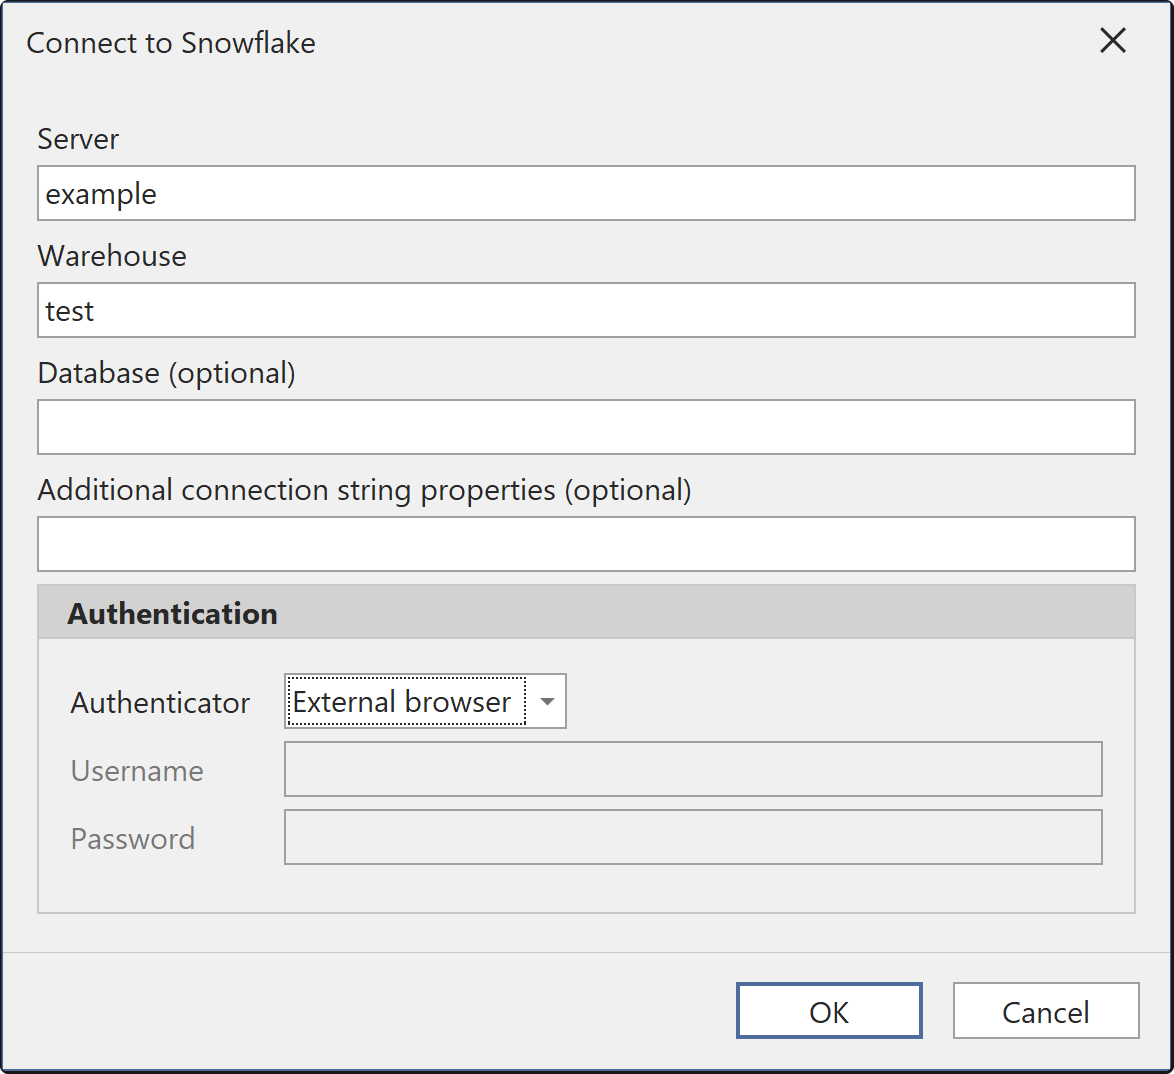 Connect to Snowflake
Server
example
Warehouse
test
Database (optional)
Additional connection string properties (optional)
Authentication
Authenticator External browser
Username
Password
OK Cancel